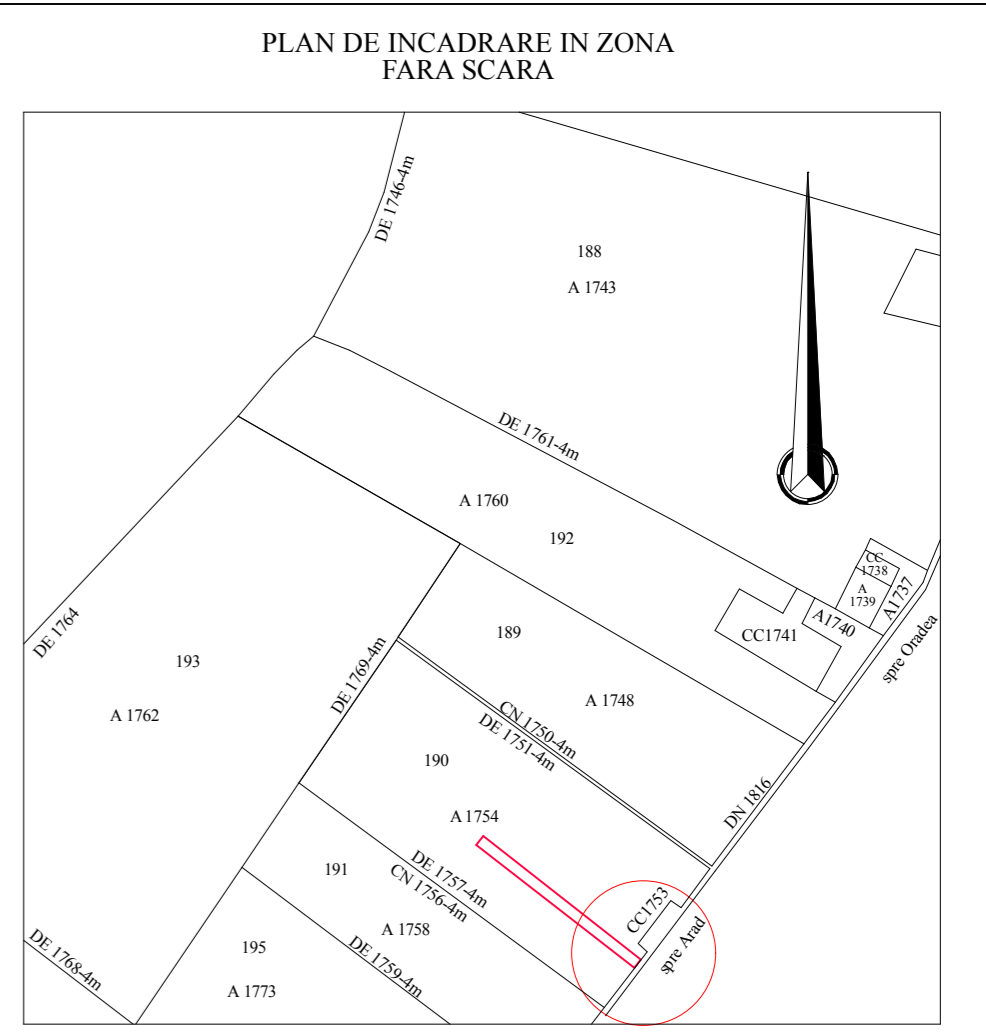 PLAN DE INCADRARE IN ZONA
FARA SCARA
DE 1746-4m
188
A 1743
DE 1761-4m
A 1760
192
CC
1738
A
1739
A1737
A1740
CC1741
spre Oradea
DE 1764
193
A 1762
DE 1769-4m
189
A 1748
CN 1750-4m
DE 1751-4m
190
A 1754
DN 1816
DE 1757-4m
CN 1756-4m
191
A 1758
CC1753
spre Arad
DE 1759-4m
195
A 1773
DE 1768-4m